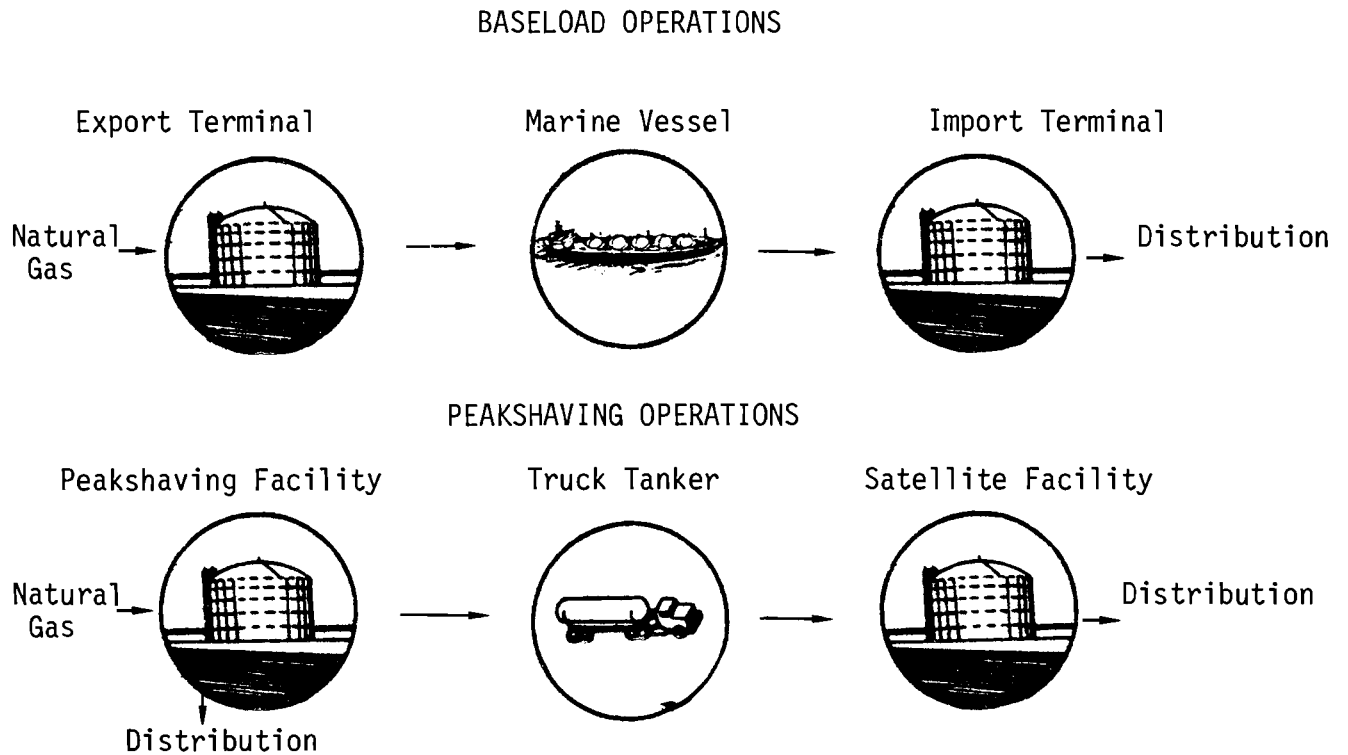 BASELOAD OPERATIONS
Export Terminal
Marine Vessel
Import Terminal
Natural
Gas
Distribution
PEAKSHAVING OPERATIONS
Peakshaving Facility
Truck Tanker
Satellite Facility
Natural
Gas
Distribution
Distribution